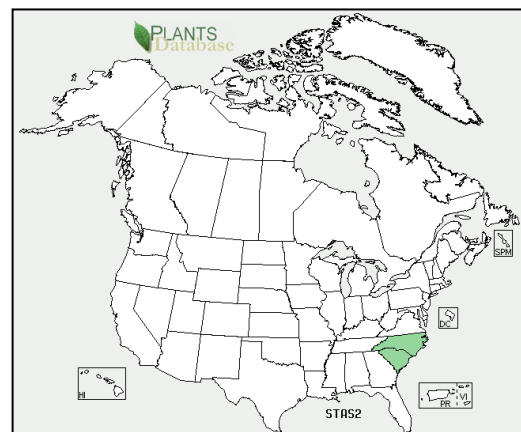 PLANTS
Database
SPM
DC
HI
PR VI
STAS2